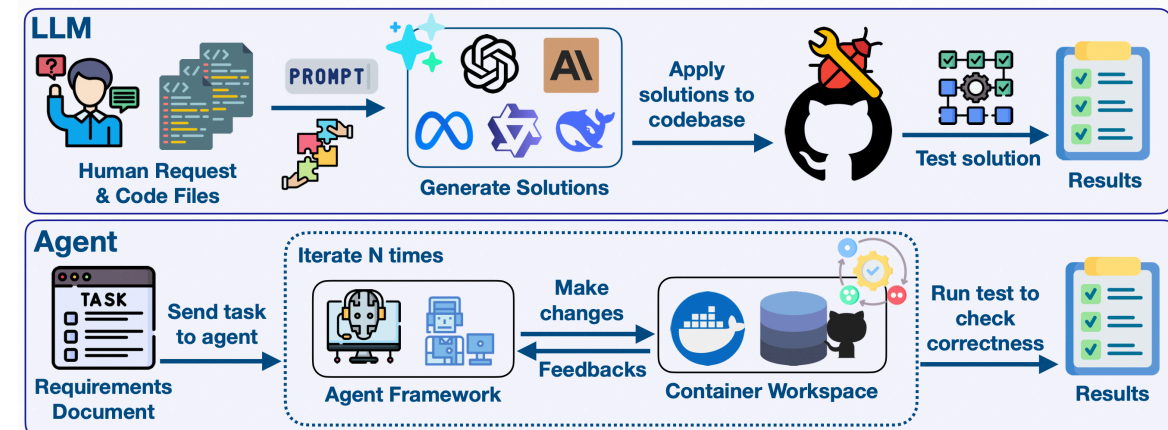 LLM
PROMPT
Human Request
& Code Files
Generate Solutions
Apply
solutions to
codebase
Test solution
Results
Agent
TASK
Requirements
Document
Send task
to agent
Iterate N times
Agent Framework
Make
changes
Feedbacks
Container Workspace
Run test to
check
correctness
Results